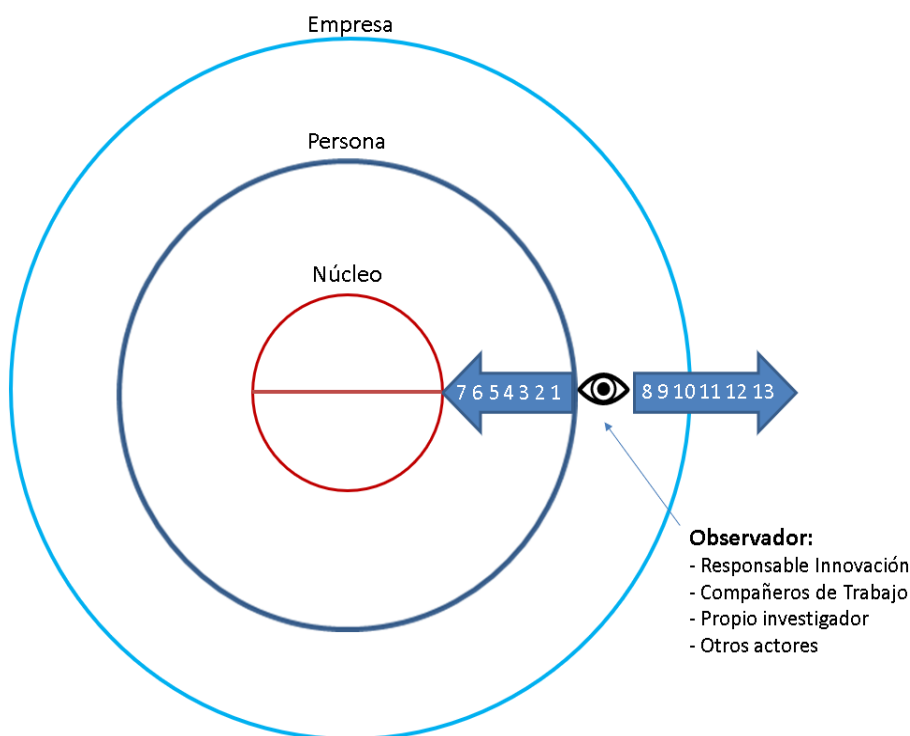 Empresa
Persona
Núcleo
7 6 5 4 3 2 1
8 9 10 11 12 13
Observador:
- Responsable Innovación
- Compañeros de Trabajo
- Propio investigador
- Otros actores